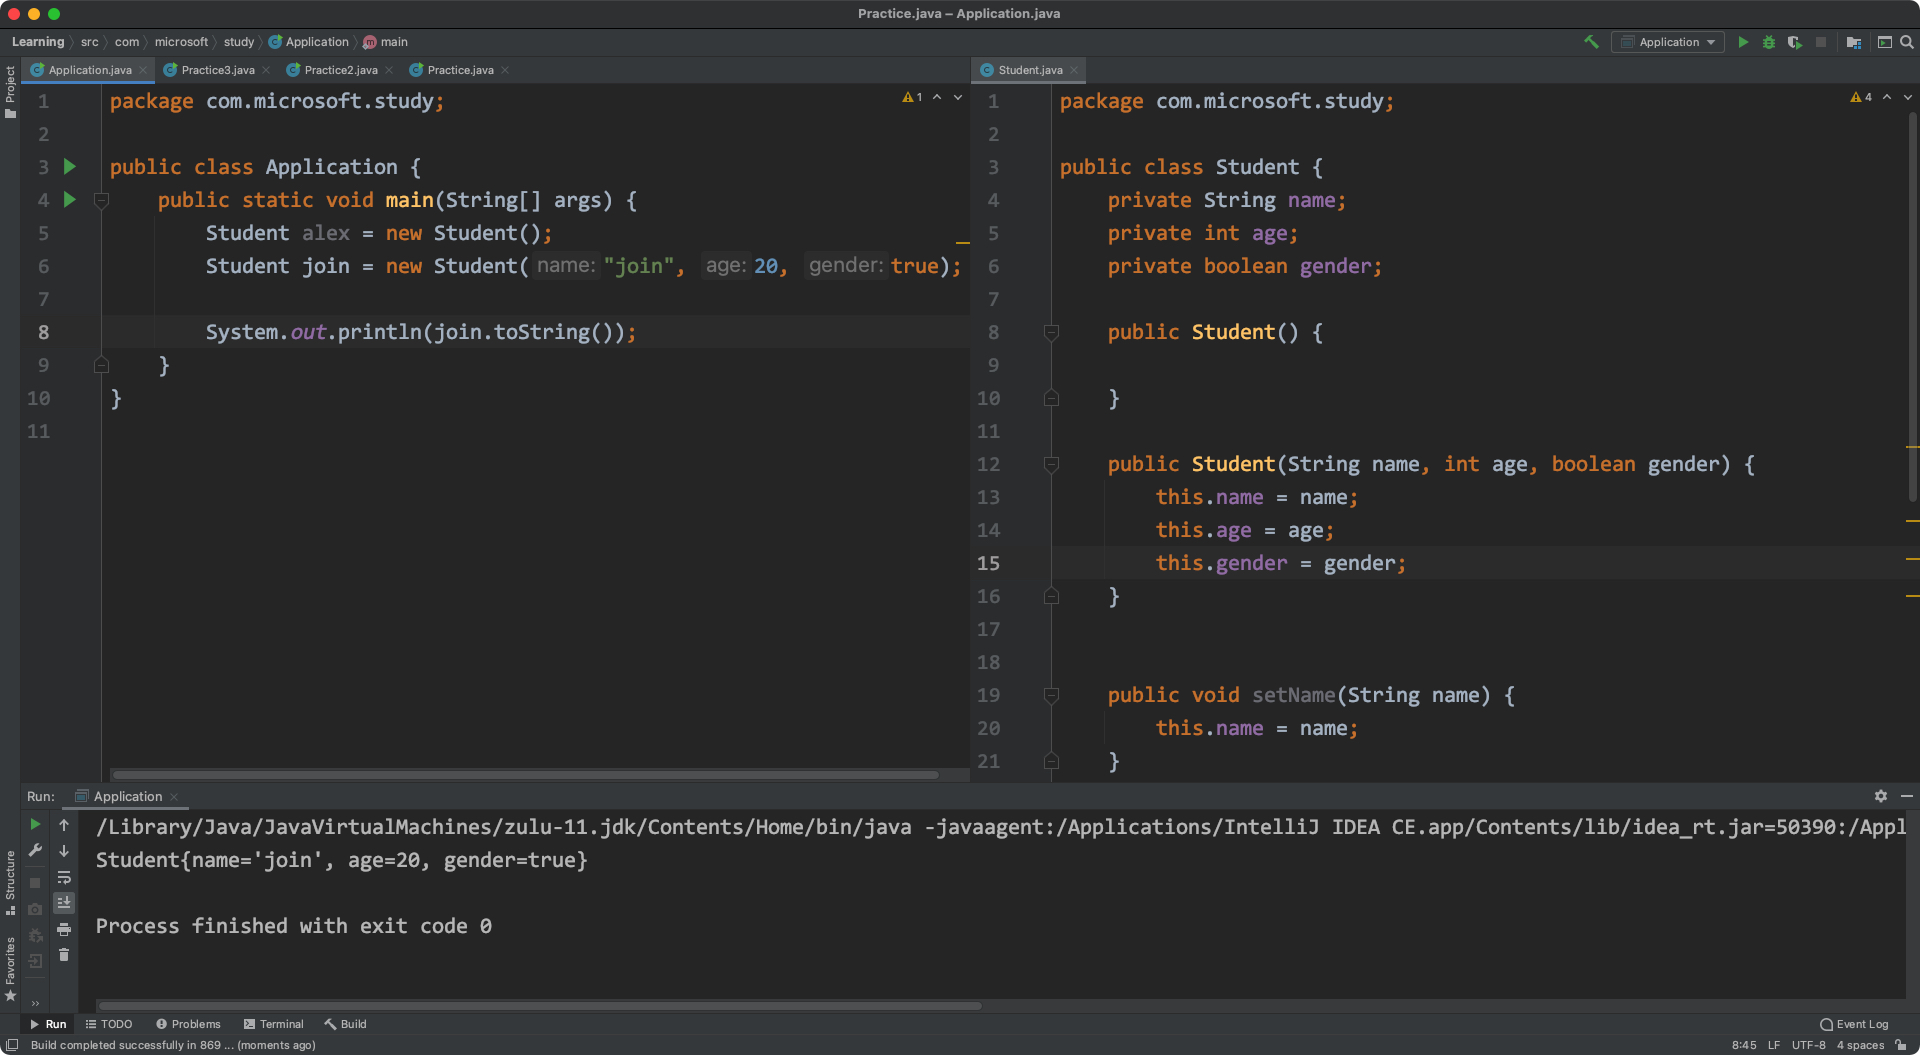 Practice.java – Application.java
Learning src com microsoft study Application main
Application
Application.java Practice3.java Practice2.java Practice.java
Student.java
Project
1 package com.microsoft.study;
2
3 public class Application {
4 public static void main(String[] args) {
5 Student alex = new Student();
6 Student join = new Student( name: "join", age: 20, gender: true);
7
8 System.out.println(join.toString());
9 }
10 }
11
1
1 package com.microsoft.study;
2
3 public class Student {
4 private String name;
5 private int age;
6 private boolean gender;
7
8 public Student() {
9
10 }
11
12 public Student(String name, int age, boolean gender) {
13 this.name = name;
14 this.age = age;
15 this.gender = gender;
16 }
17
18
19 public void setName(String name) {
20 this.name = name;
21 }
4
Run: Application
/Library/Java/JavaVirtualMachines/zulu-11.jdk/Contents/Home/bin/java -javaagent:/Applications/IntelliJ IDEA CE.app/Contents/lib/idea_rt.jar=50390:/Appl
Student{name='join', age=20, gender=true}
Process finished with exit code 0
Structure
Favorites
Run TODO Problems Terminal Build
Event Log
Build completed successfully in 869 ... (moments ago)
8:45 LF UTF-8 4 spaces